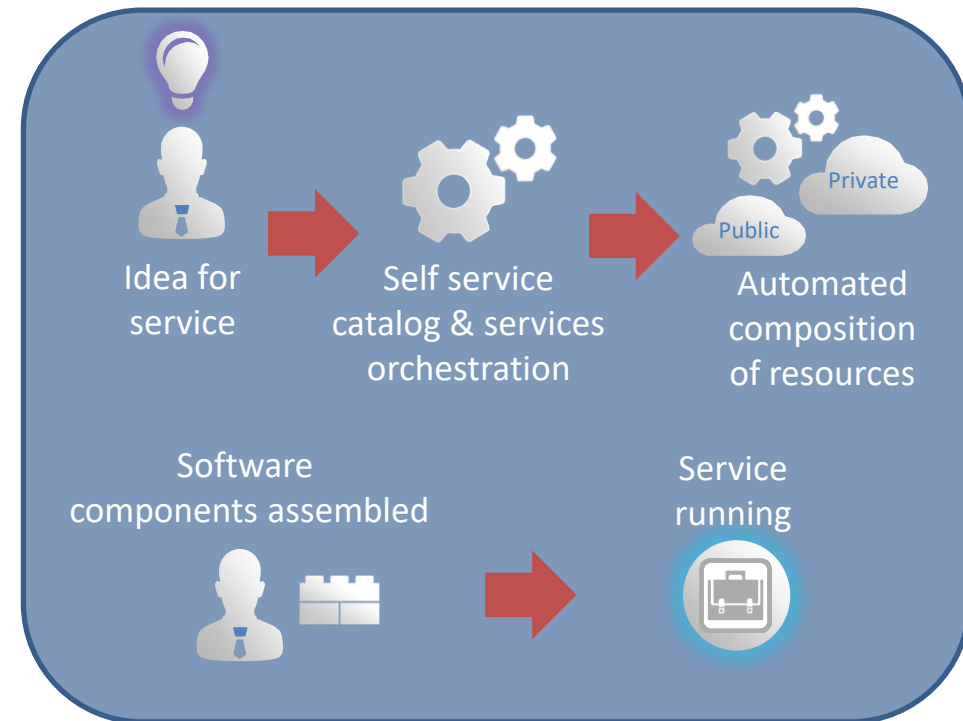 Idea for
service
Self service
catalog & services
orchestration
Public
Private
Automated
composition
of resources
Software
components assembled
Service
running